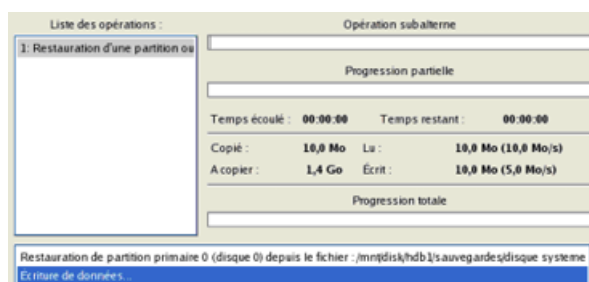 Liste des opérations :
Opération subalterne
1: Restauration d'une partition ou
Progression partielle
Temps écoulé : 00:00:00 Temps restant : 00:00:00
Copié : 10,0 Mo Lu : 10,0 Mo (10,0 Mo/s)
A copier : 1,4 Go Écrit : 10,0 Mo (5,0 Mo/s)
Progression totale
Restauration de partition primaire 0 (disque 0) depuis le fichier :/mnt/disk/hdb1/sauvegardes/disque systeme
Écriture de données...